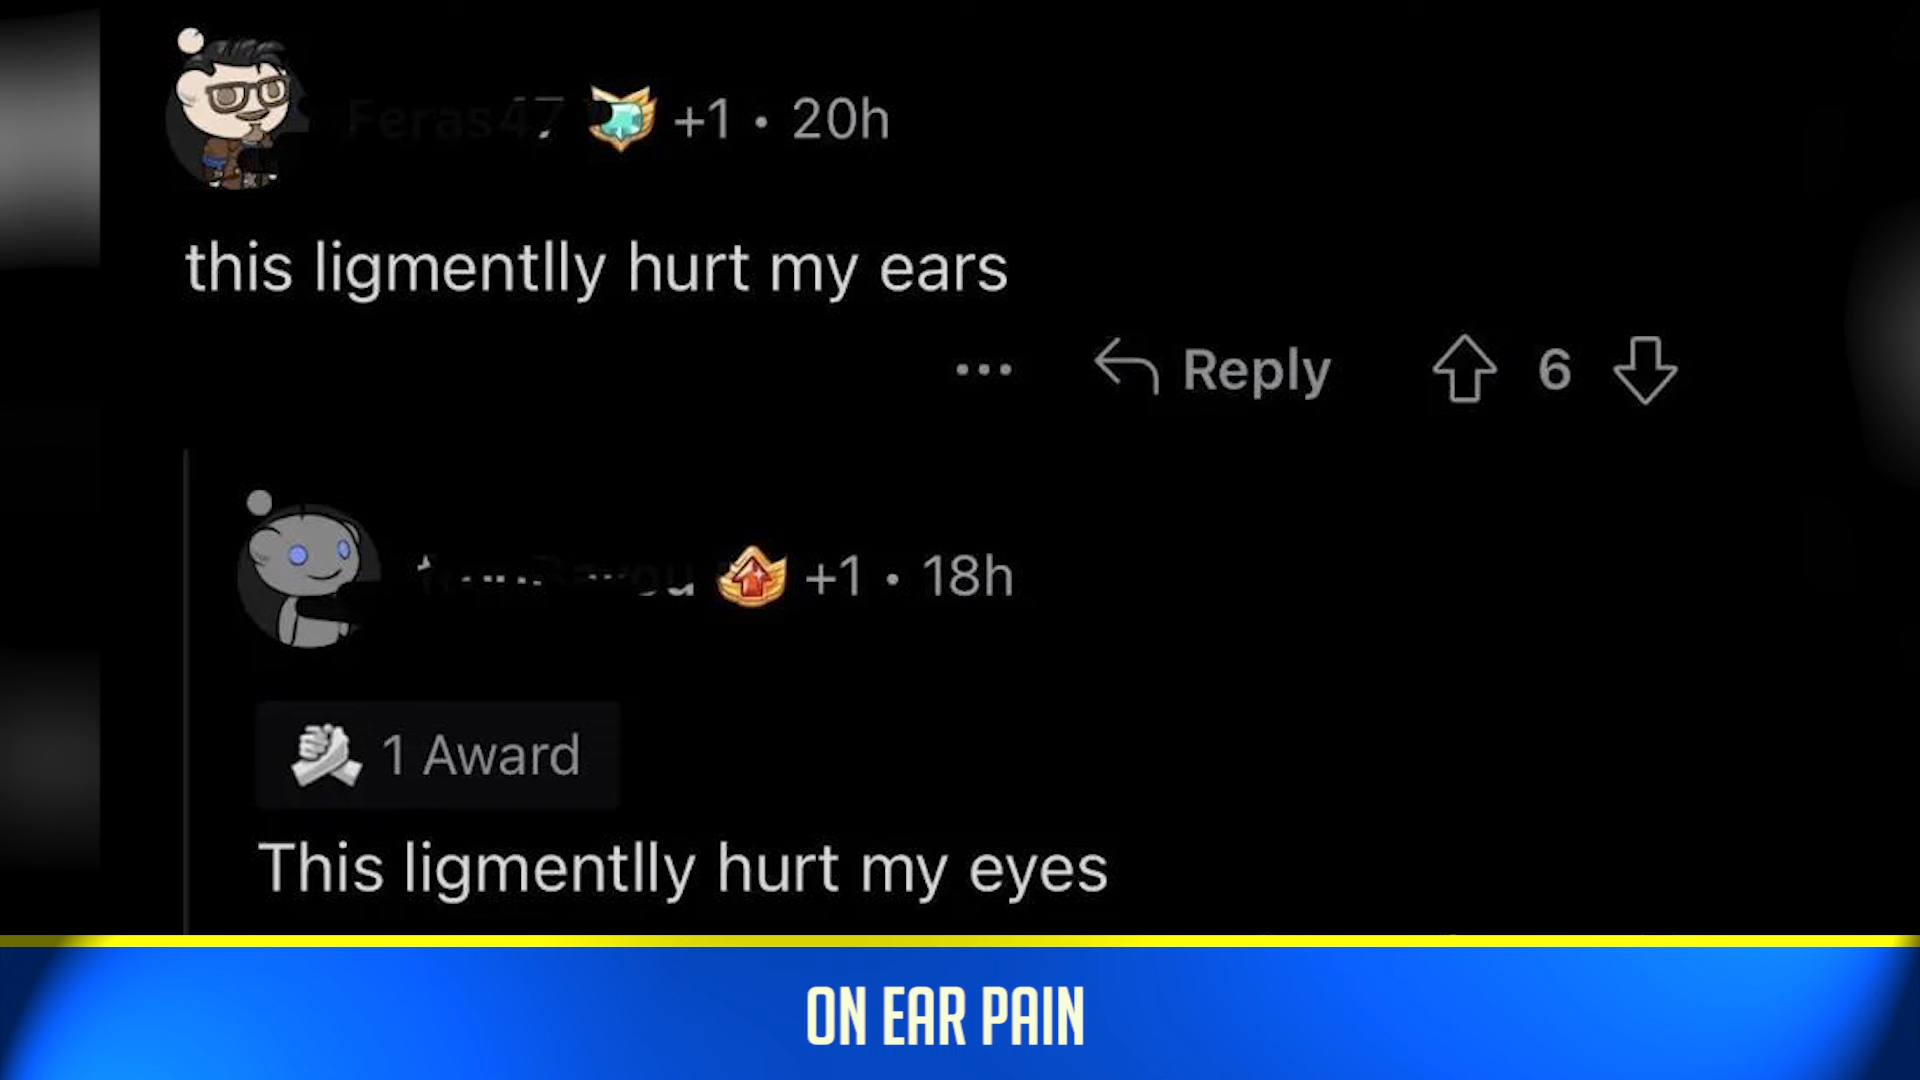 Feras47 +1 • 20h
this ligmentlly hurt my ears
... Reply 6
+1 • 18h
1 Award
This ligmentlly hurt my eyes
ON EAR PAIN